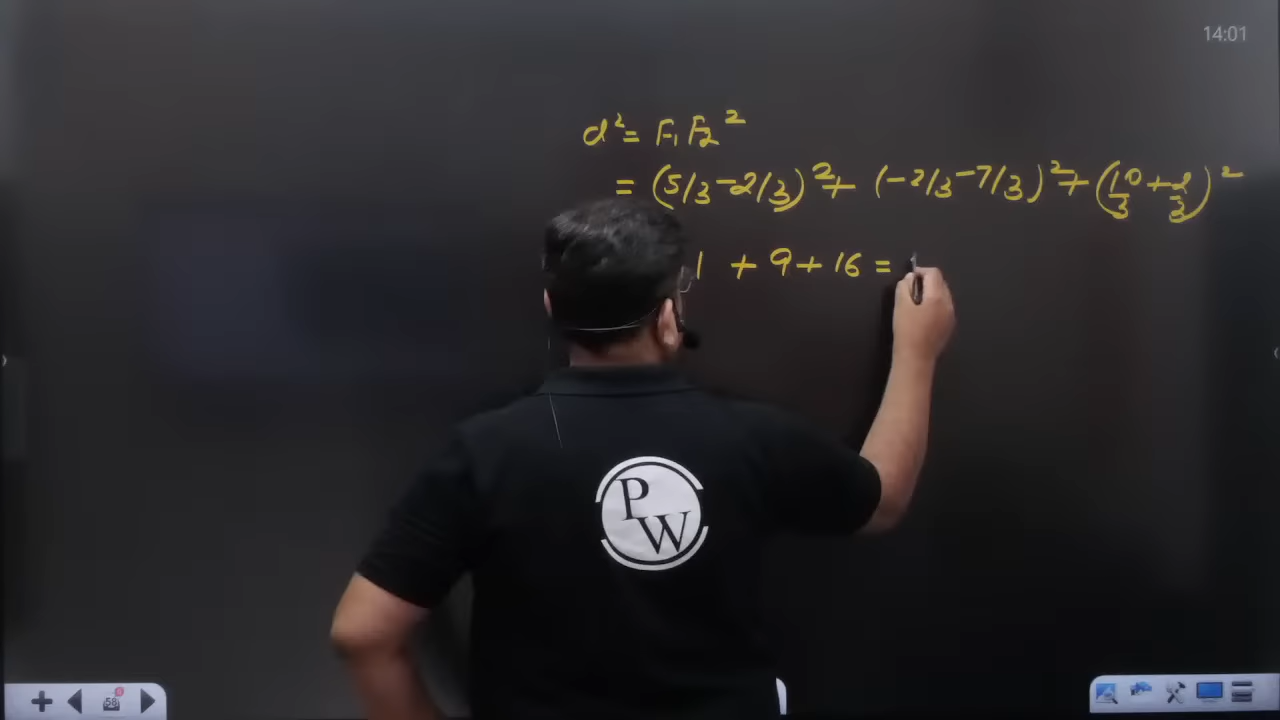 14:01
d² = F₁F₂²
= (5/3-2/3)² + (-2/3-7/3)² + (10/3+2/3)²
1 + 9 + 16 =
P
W
58